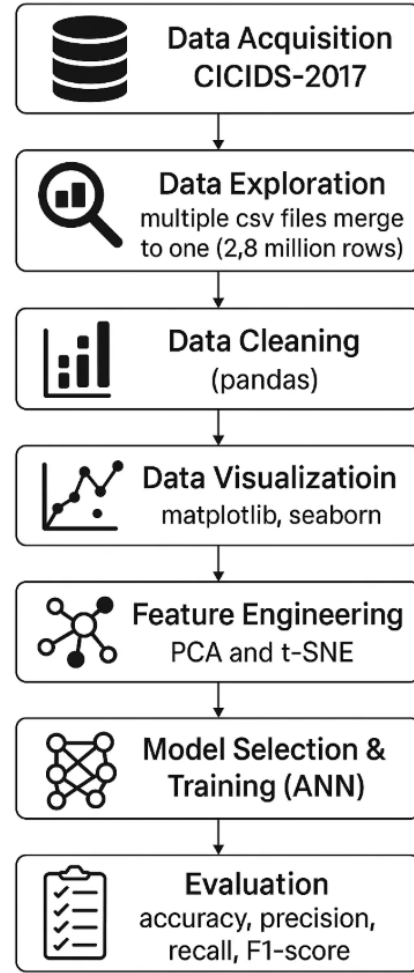 Data Acquisition
CICIDS-2017
Data Exploration
multiple csv files merge
to one (2,8 million rows)
Data Cleaning
(pandas)
Data Visualizatioin
matplotlib, seaborn
Feature Engineering
PCA and t-SNE
Model Selection &
Training (ANN)
Evaluation
accuracy, precision,
recall, F1-score